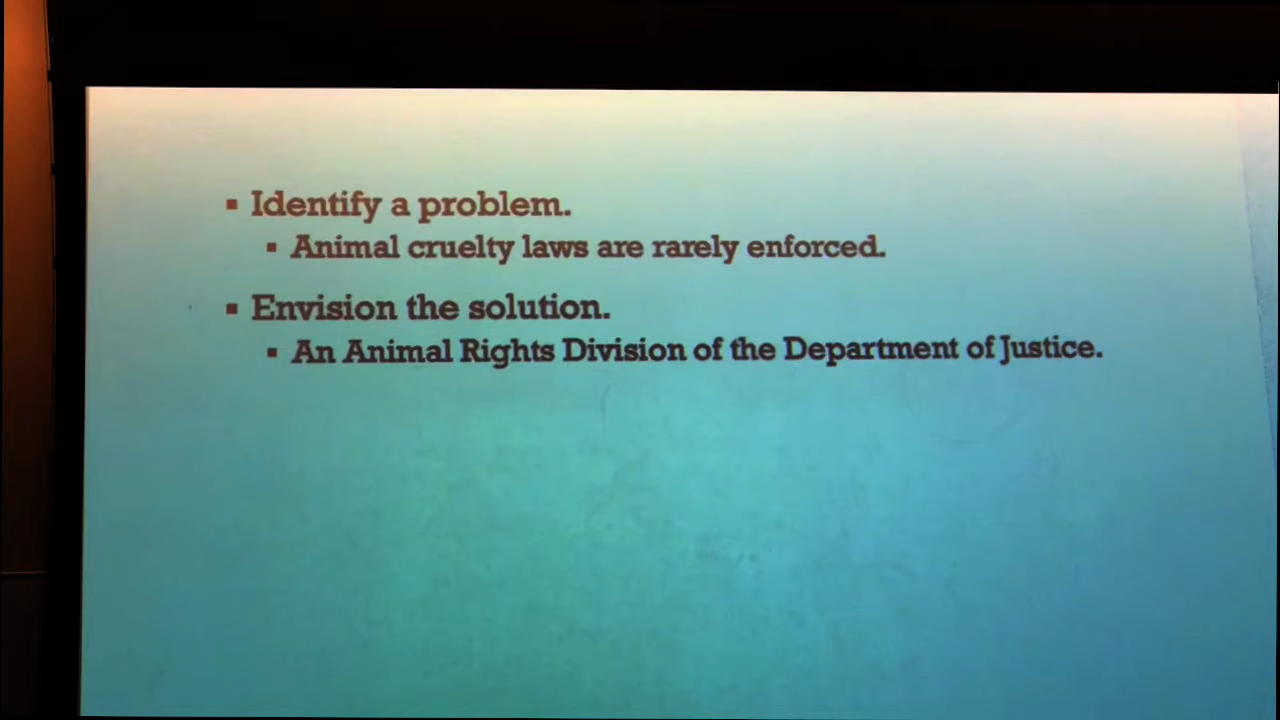 Identify a problem.
Animal cruelty laws are rarely enforced.
Envision the solution.
An Animal Rights Division of the Department of Justice.